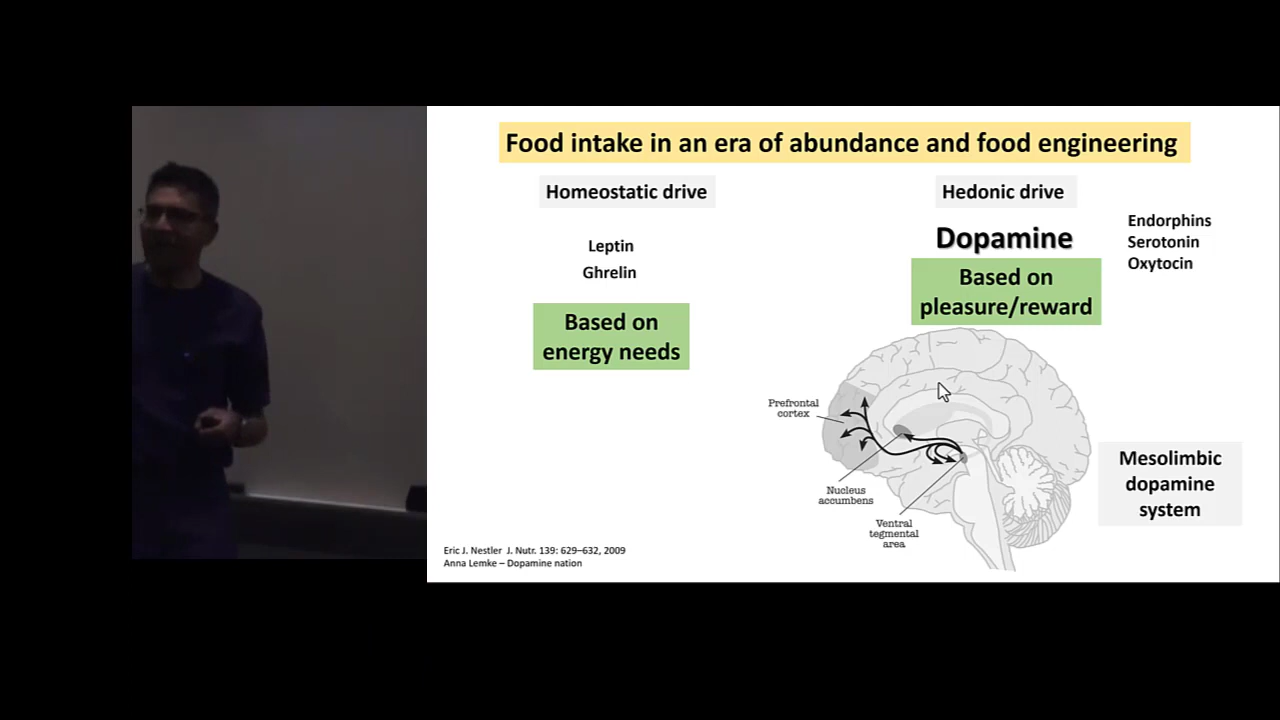 Food intake in an era of abundance and food engineering
Homeostatic drive
Leptin
Ghrelin
Based on
energy needs
Hedonic drive
Dopamine
Based on
pleasure/reward
Endorphins
Serotonin
Oxytocin
Prefrontal
cortex
Nucleus
accumbens
Ventral
tegmental
area
Mesolimbic
dopamine
system
Eric J. Nestler J. Nutr. 139: 629–632, 2009
Anna Lemke – Dopamine nation